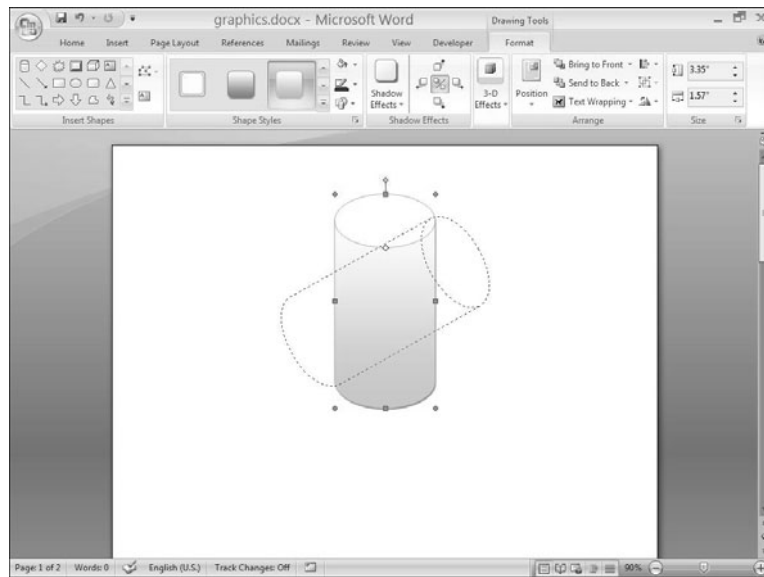 graphics.docx - Microsoft Word Drawing Tools
Home Insert Page Layout References Mailings Review View Developer Format
Bring to Front 3.35"
Shadow Effects 3-D Effects Position Send to Back
Text Wrapping 1.57"
Insert Shapes Shape Styles Shadow Effects Arrange Size
Page: 1 of 2 Words: 0 English (U.S.) Track Changes: Off 90%